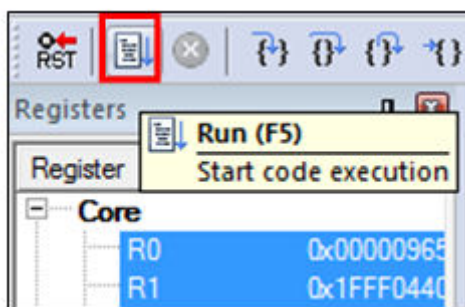 RST
Registers
Run (F5)
Register
Start code execution
Core
R0 0x00000965
R1 0x1FFF0440